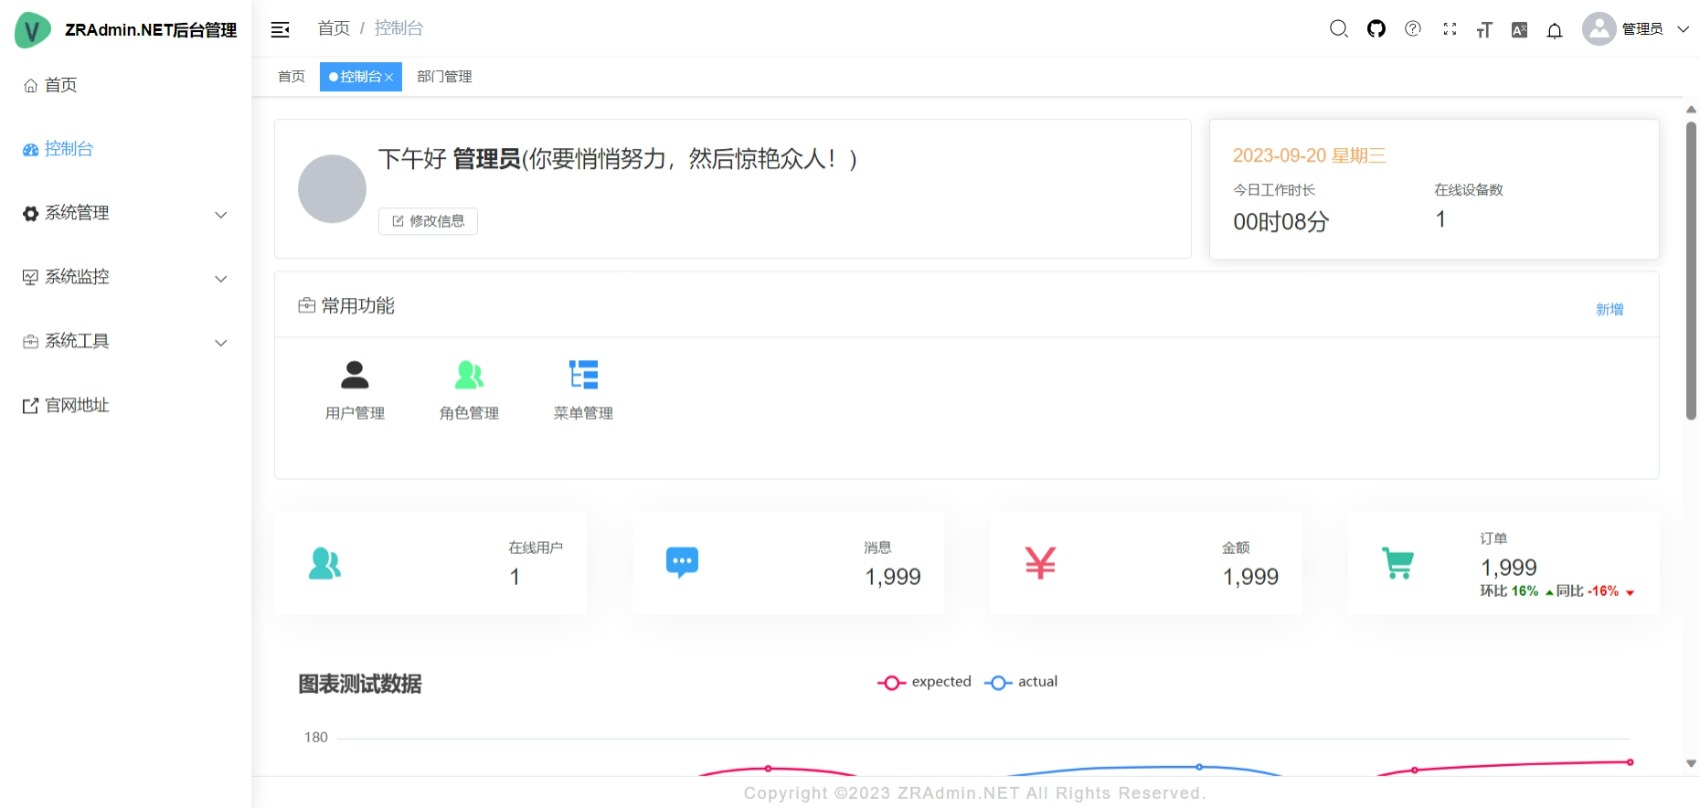 ZRAdmin.NET后台管理
首页 / 控制台
管理员
首页
控制台
部门管理
首页
控制台
系统管理
系统监控
系统工具
官网地址
下午好 管理员(你要悄悄努力，然后惊艳众人！)
修改信息
2023-09-20 星期三
今日工作时长
在线设备数
00时08分
1
常用功能
新增
用户管理
角色管理
菜单管理
在线用户
1
消息
1,999
金额
1,999
订单
1,999
环比 16% 同比 -16%
图表测试数据
expected
actual
180
Copyright ©2023 ZRAdmin.NET All Rights Reserved.